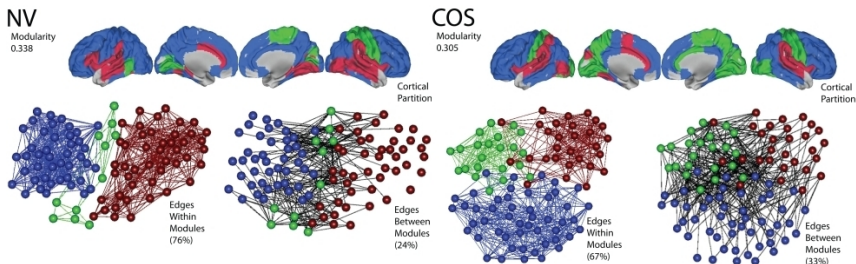 NV
Modularity
0.338
Cortical
Partition
Edges
Within
Modules
(76%)
Edges
Between
Modules
(24%)
COS
Modularity
0.305
Cortical
Partition
Edges
Within
Modules
(67%)
Edges
Between
Modules
(33%)